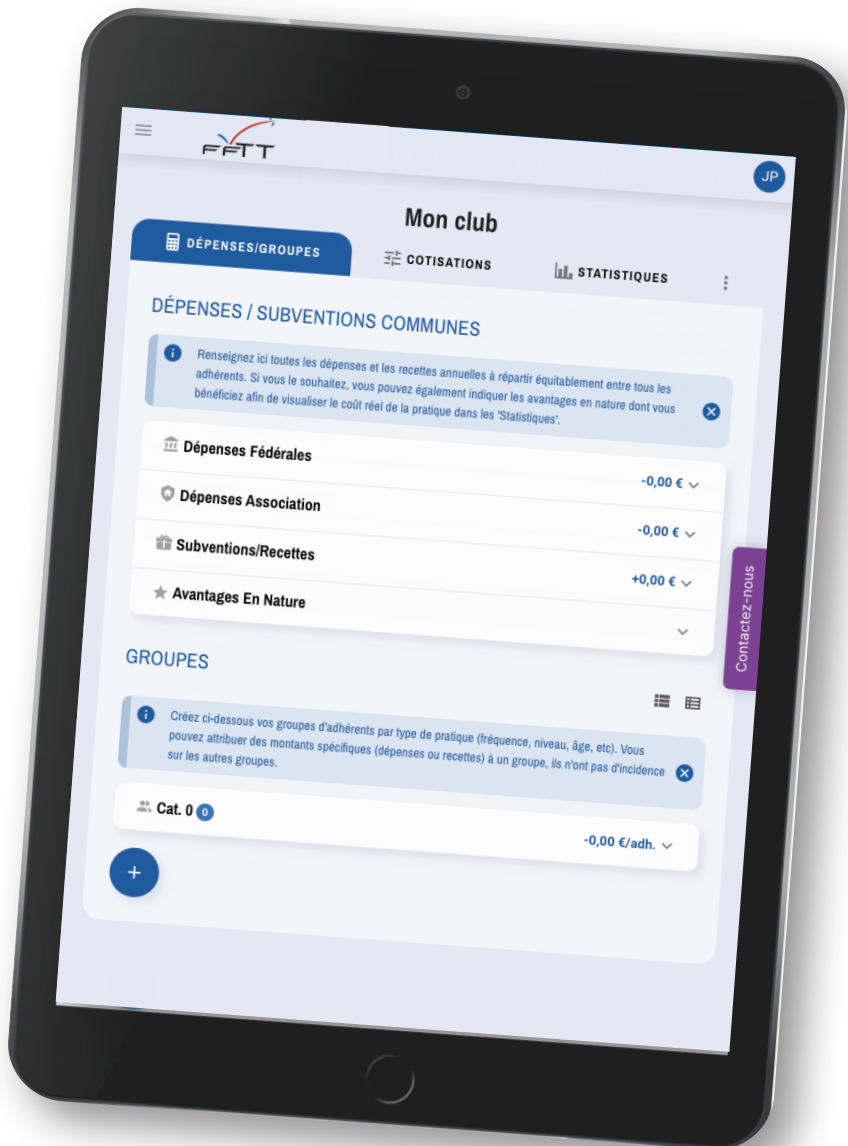 FFTT
JP
Mon club
DÉPENSES/GROUPES
COTISATIONS
STATISTIQUES
DÉPENSES / SUBVENTIONS COMMUNES
Renseignez ici toutes les dépenses et les recettes annuelles à répartir équitablement entre tous les
adhérents. Si vous le souhaitez, vous pouvez également indiquer les avantages en nature dont vous
bénéficiez afin de visualiser le coût réel de la pratique dans les 'Statistiques'.
Dépenses Fédérales -0,00 €
Dépenses Association -0,00 €
Subventions/Recettes +0,00 €
Avantages En Nature
Contactez-nous
GROUPES
Créez ci-dessous vos groupes d'adhérents par type de pratique (fréquence, niveau, âge, etc). Vous
pouvez attribuer des montants spécifiques (dépenses ou recettes) à un groupe, ils n'ont pas d'incidence
sur les autres groupes.
Cat. 0 0 -0,00 €/adh.
+